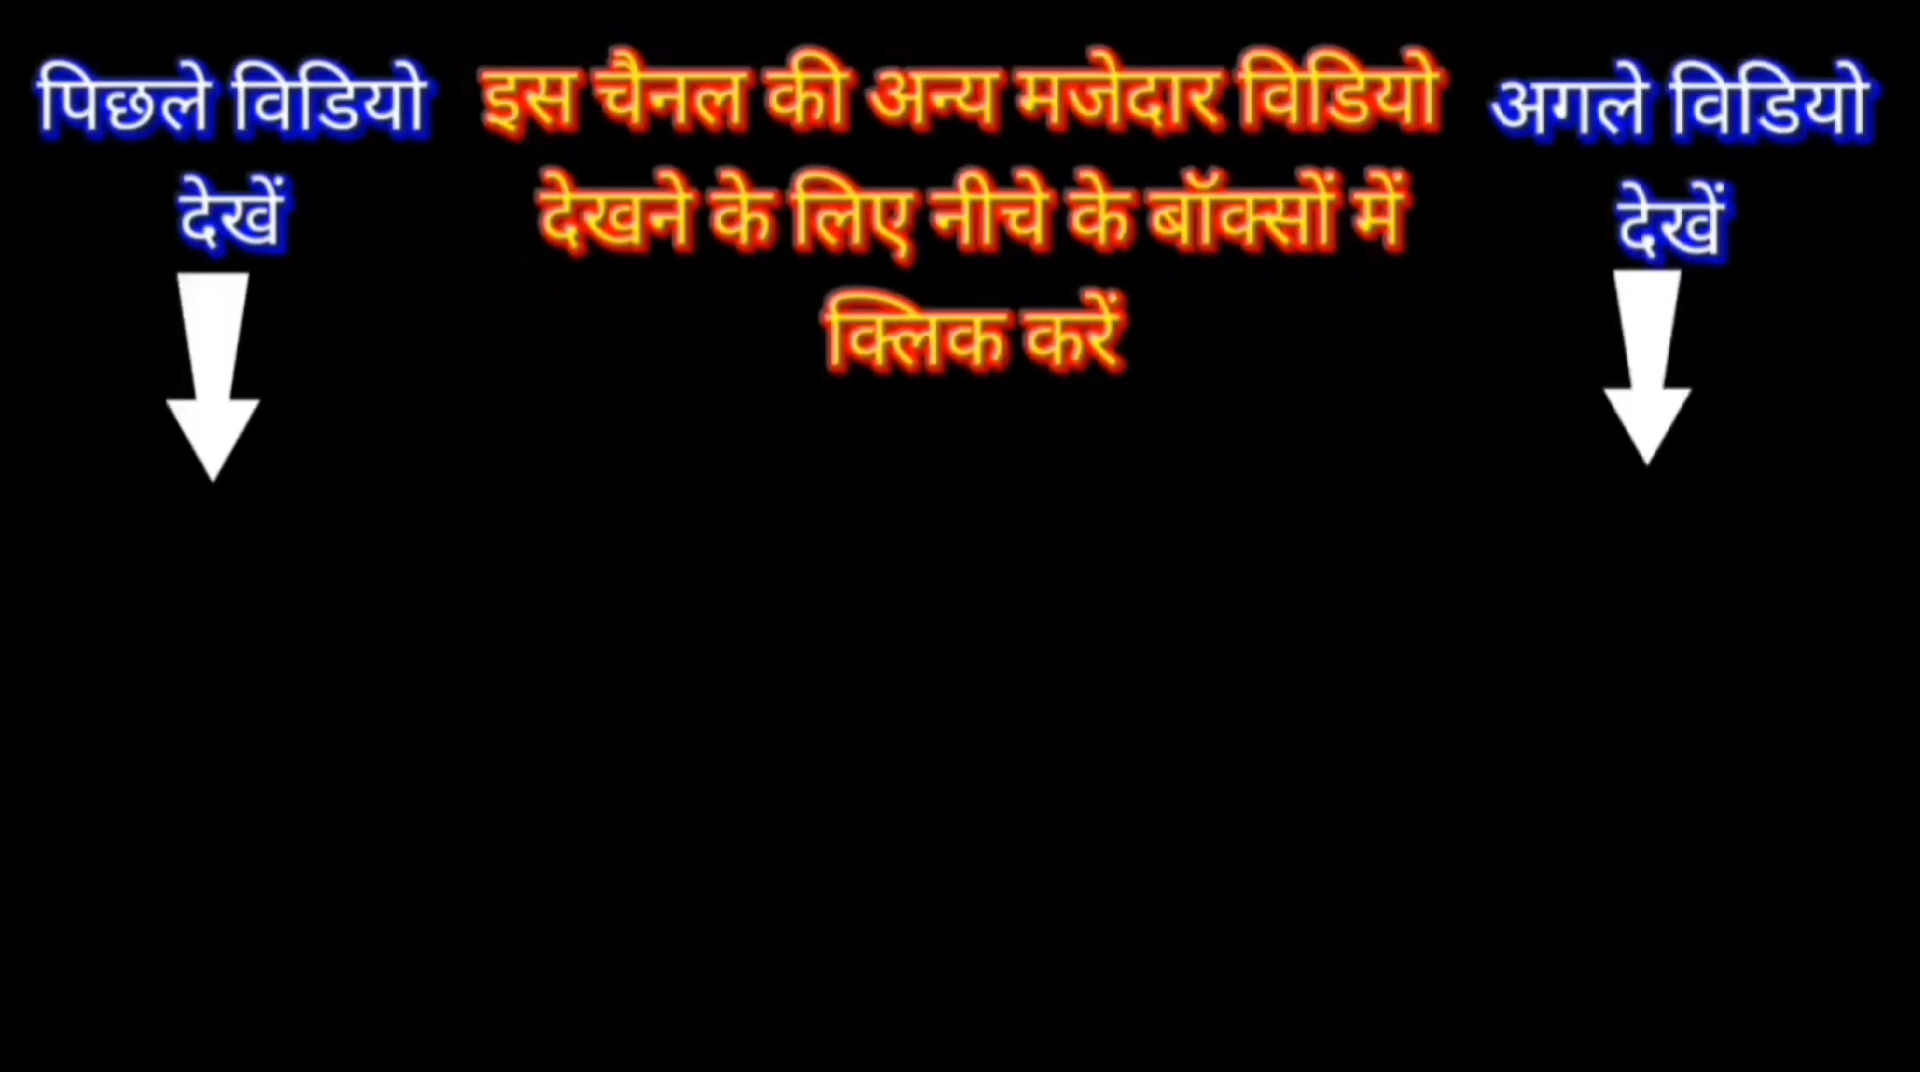 पिछले विडियो
देखें
इस चैनल की अन्य मजेदार विडियो
देखने के लिए नीचे के बॉक्सों में
क्लिक करें
अगले विडियो
देखें